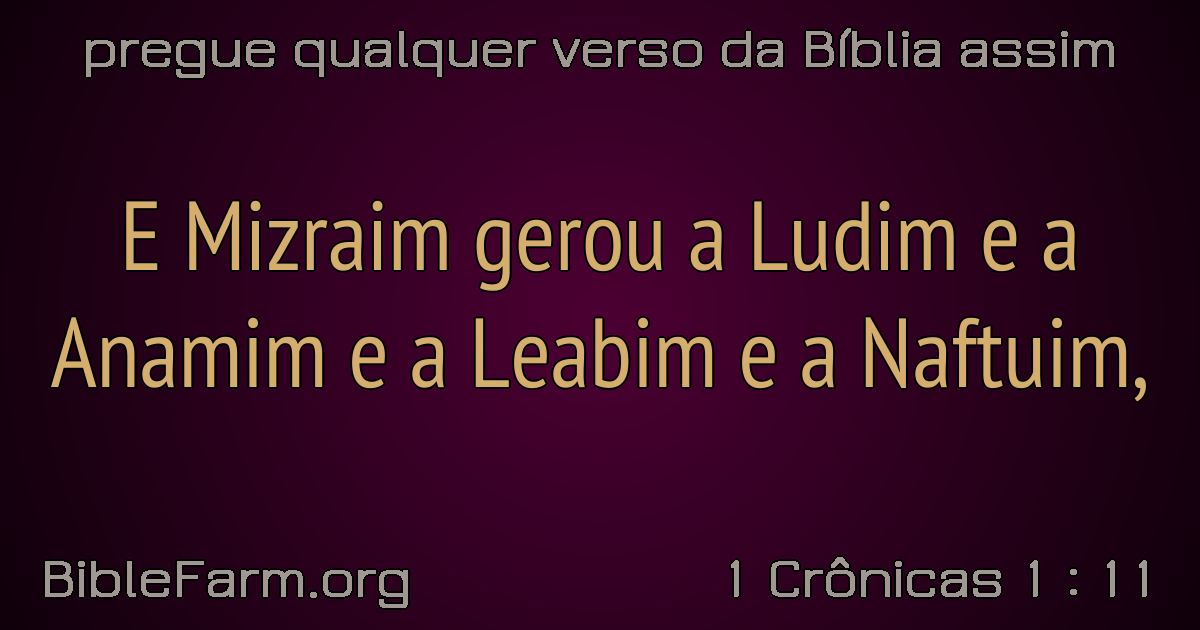 pregue qualquer verso da Bíblia assim
E Mizraim gerou a Ludim e a
Anamim e a Leabim e a Naftuim,
BibleFarm.org
1 Crônicas 1 : 11